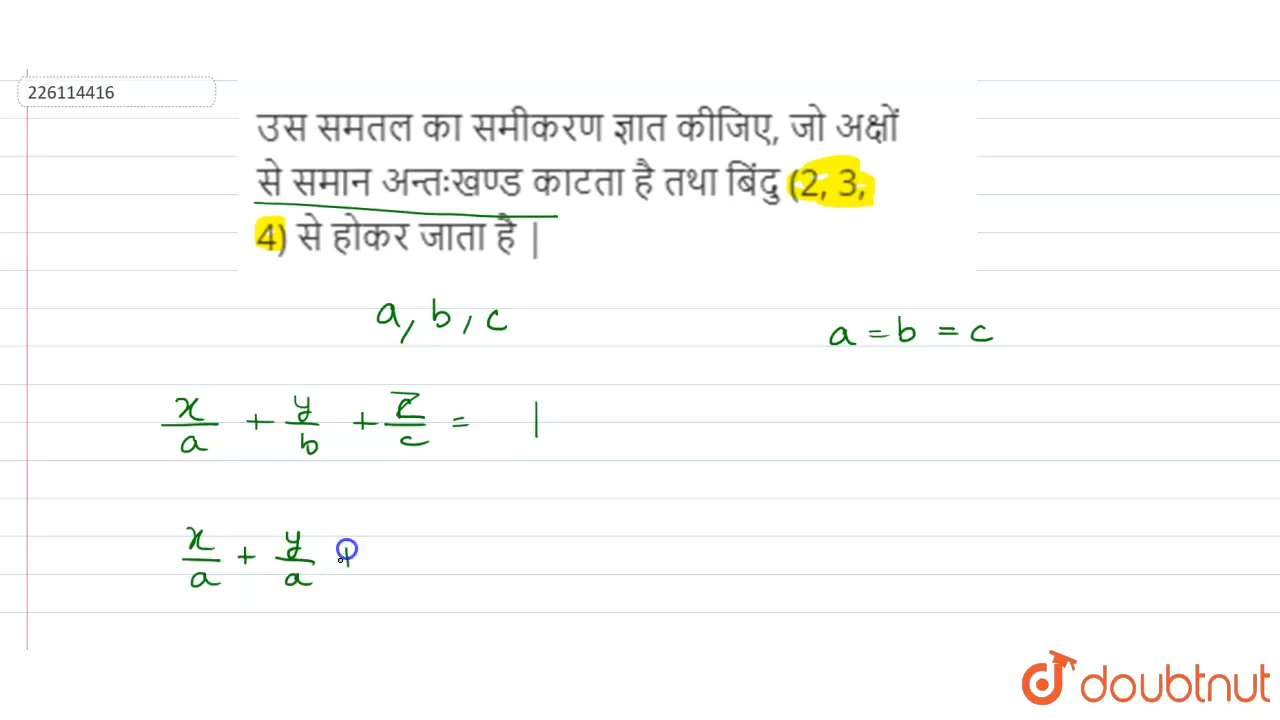 226114416
उस समतल का समीकरण ज्ञात कीजिए, जो अक्षों
से समान अन्तःखण्ड काटता है तथा बिंदु (2, 3,
4) से होकर जाता है |
a, b, c
a = b = c
x/a + y/b + z/c = 1
x/a + y/a +
doubtnut